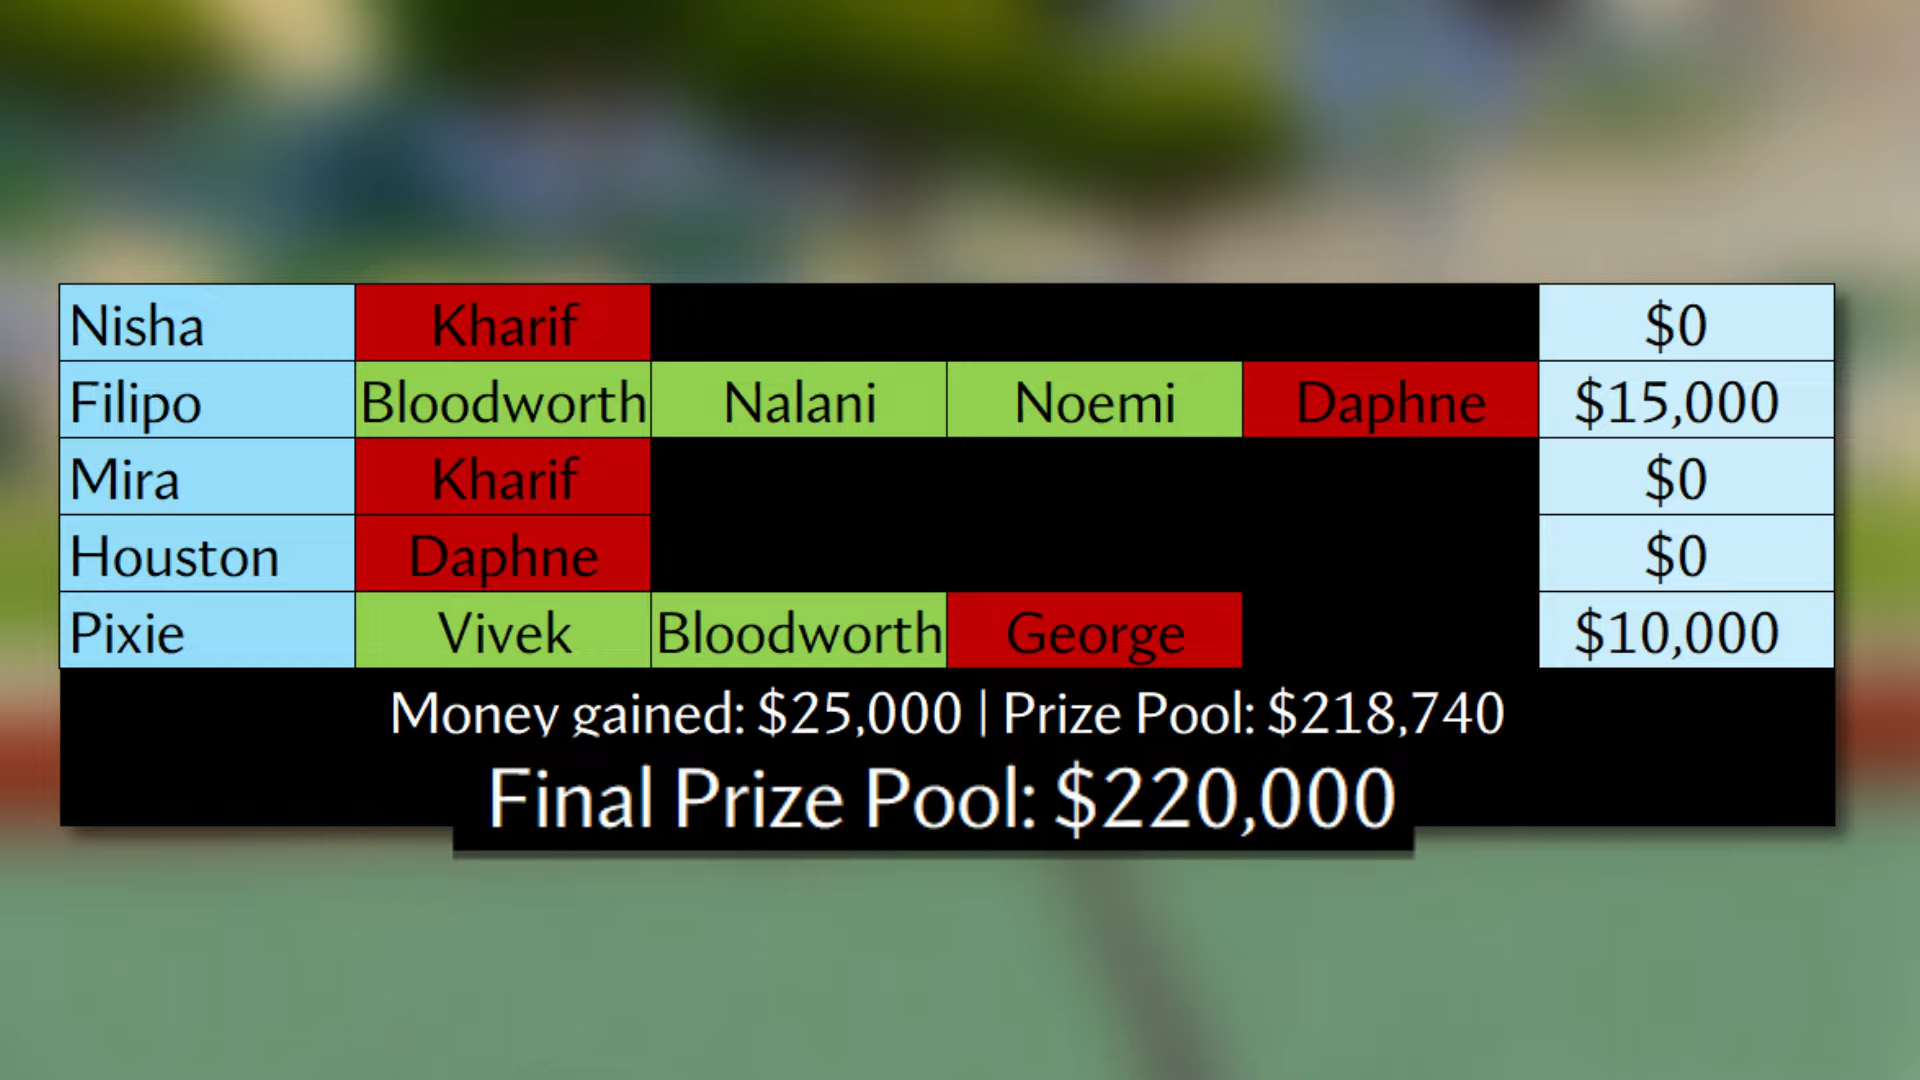 Nisha Kharif $0
Filipo Bloodworth Nalani Noemi Daphne $15,000
Mira Kharif $0
Houston Daphne $0
Pixie Vivek Bloodworth George $10,000
Money gained: $25,000 | Prize Pool: $218,740
Final Prize Pool: $220,000